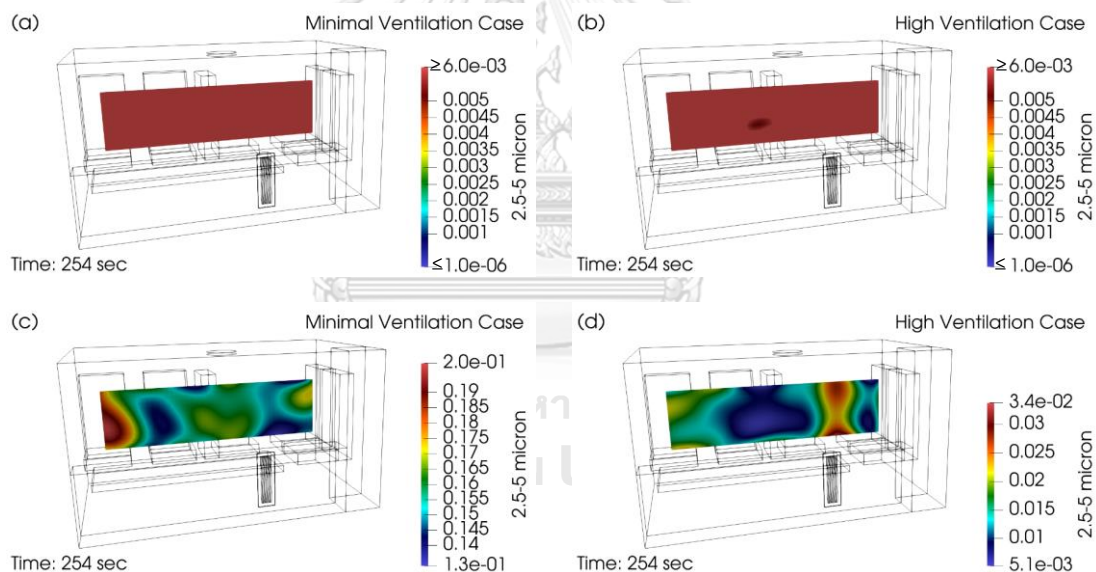 (a) Minimal Ventilation Case
≥ 6.0e-03
0.005
0.0045
0.004
0.0035
0.003
0.0025
0.002
0.0015
0.001
≤ 1.0e-06
2.5-5 micron
Time: 254 sec
(b) High Ventilation Case
≥ 6.0e-03
0.005
0.0045
0.004
0.0035
0.003
0.0025
0.002
0.0015
0.001
≤ 1.0e-06
2.5-5 micron
Time: 254 sec
(c) Minimal Ventilation Case
2.0e-01
0.19
0.185
0.18
0.175
0.17
0.165
0.16
0.155
0.15
0.145
0.14
1.3e-01
2.5-5 micron
Time: 254 sec
(d) High Ventilation Case
3.4e-02
0.03
0.025
0.02
0.015
0.01
5.1e-03
2.5-5 micron
Time: 254 sec